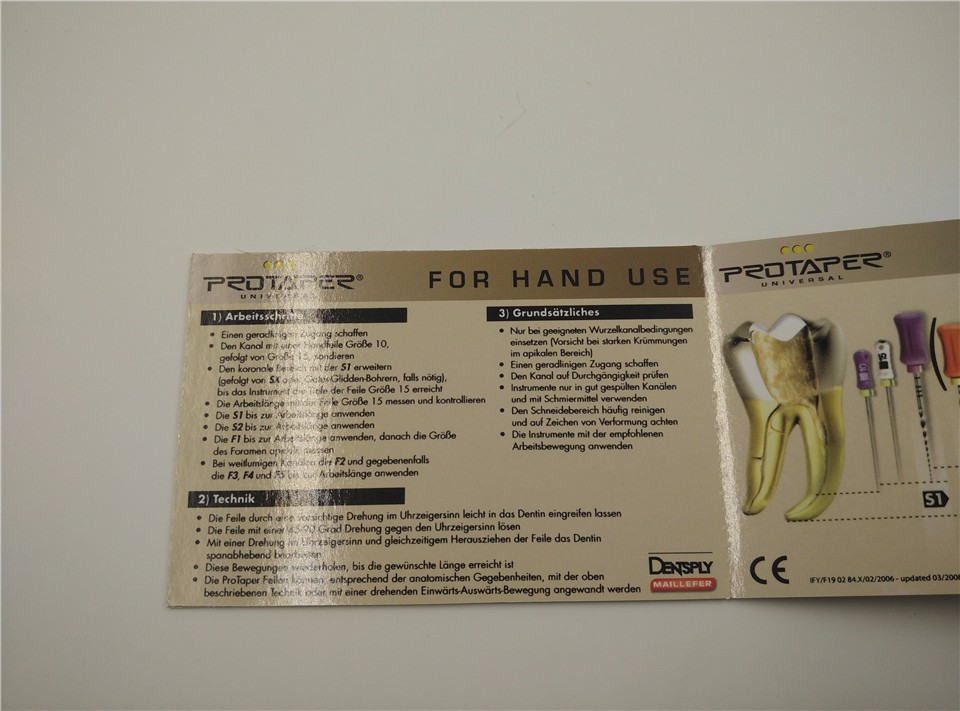 PROTAPER®
UNIVERSAL
FOR HAND USE
1) Arbeitsschritte
• Einen geradlinigen Zugang schaffen
• Den Kanal mit einer Handfeile Größe 10,
gefolgt von Größe 15, sondieren
• Den koronale Bereich mit der S1 erweitern
(gefolgt von SX oder Gates-Glidden-Bohrern, falls nötig),
bis das Instrument die Tiefe der Feile Größe 15 erreicht
• Die Arbeitslänge mit der Feile Größe 15 messen und kontrollieren
• Die S1 bis zur Arbeitslänge anwenden
• Die S2 bis zur Arbeitslänge anwenden
• Die F1 bis zur Arbeitslänge anwenden, danach die Größe
des Foramen apicale messen
• Bei weitlumigen Kanälen die F2 und gegebenenfalls
die F3, F4 und F5 bis zur Arbeitslänge anwenden
2) Technik
• Die Feile durch eine vorsichtige Drehung im Uhrzeigersinn leicht in das Dentin eingreifen lassen
• Die Feile mit einer 45-90 Grad Drehung gegen den Uhrzeigersinn lösen
• Mit einer Drehung im Uhrzeigersinn und gleichzeitigem Herausziehen der Feile das Dentin
spanabhebend bearbeiten
• Diese Bewegungen wiederholen, bis die gewünschte Länge erreicht ist
• Die ProTaper Feilen können, entsprechend der anatomischen Gegebenheiten, mit der oben
beschriebenen Technik oder mit einer drehenden Einwärts-Auswärts-Bewegung angewandt werden
3) Grundsätzliches
• Nur bei geeigneten Wurzelkanalbedingungen
einsetzen (Vorsicht bei starken Krümmungen
im apikalen Bereich)
• Einen geradlinigen Zugang schaffen
• Den Kanal auf Durchgängigkeit prüfen
• Instrumente nur in gut gespülten Kanälen
und mit Schmiermittel verwenden
• Den Schneidebereich häufig reinigen
und auf Zeichen von Verformung achten
• Die Instrumente mit der empfohlenen
Arbeitsbewegung anwenden
DENTSPLY
MAILLEFER
PROTAPER®
UNIVERSAL
15
S1
CE
IFY/F19 02 84.X/02/2006 - updated 03/2006